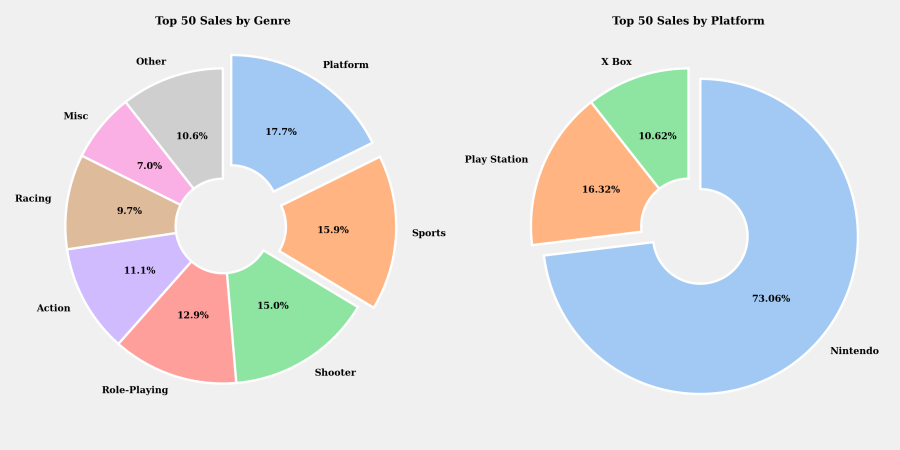 Top 50 Sales by Genre
Other
Platform
Misc
17.7%
10.6%
7.0%
Racing
9.7%
15.9%
Sports
11.1%
Action
15.0%
12.9%
Shooter
Role-Playing
Top 50 Sales by Platform
X Box
10.62%
Play Station
16.32%
73.06%
Nintendo